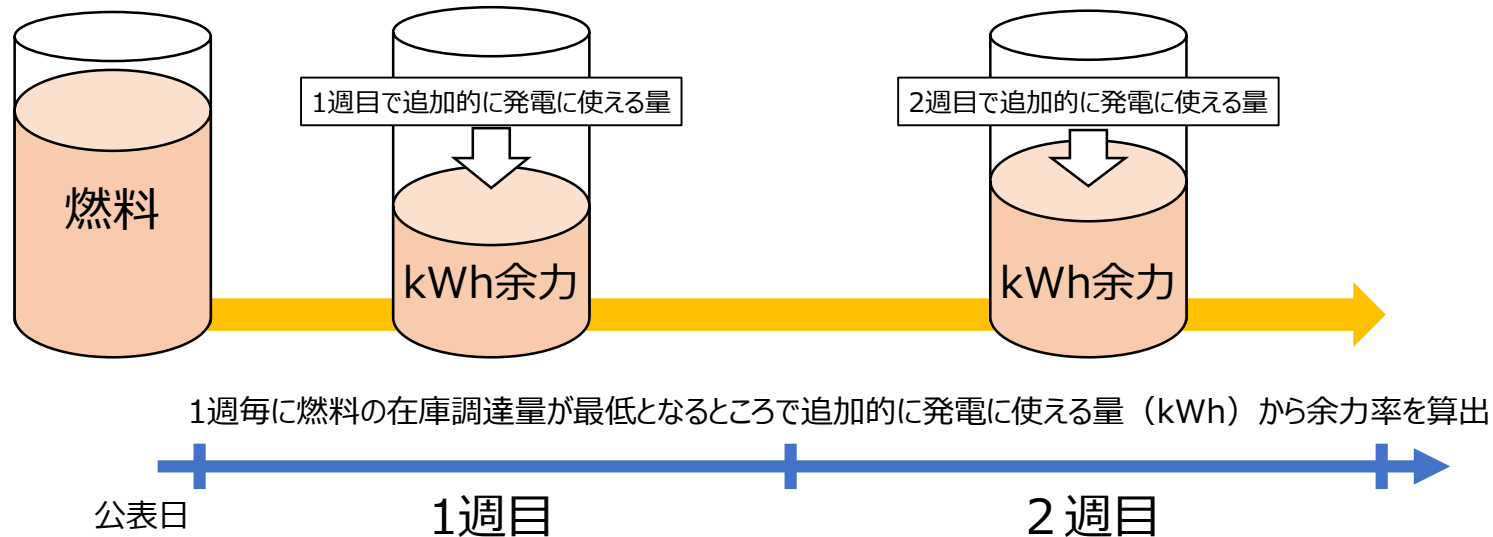 1週目で追加的に発電に使える量
2週目で追加的に発電に使える量
燃料
kWh余力
kWh余力
1週毎に燃料の在庫調達量が最低となるところで追加的に発電に使える量（kWh）から余力率を算出
公表日
1週目
２週目